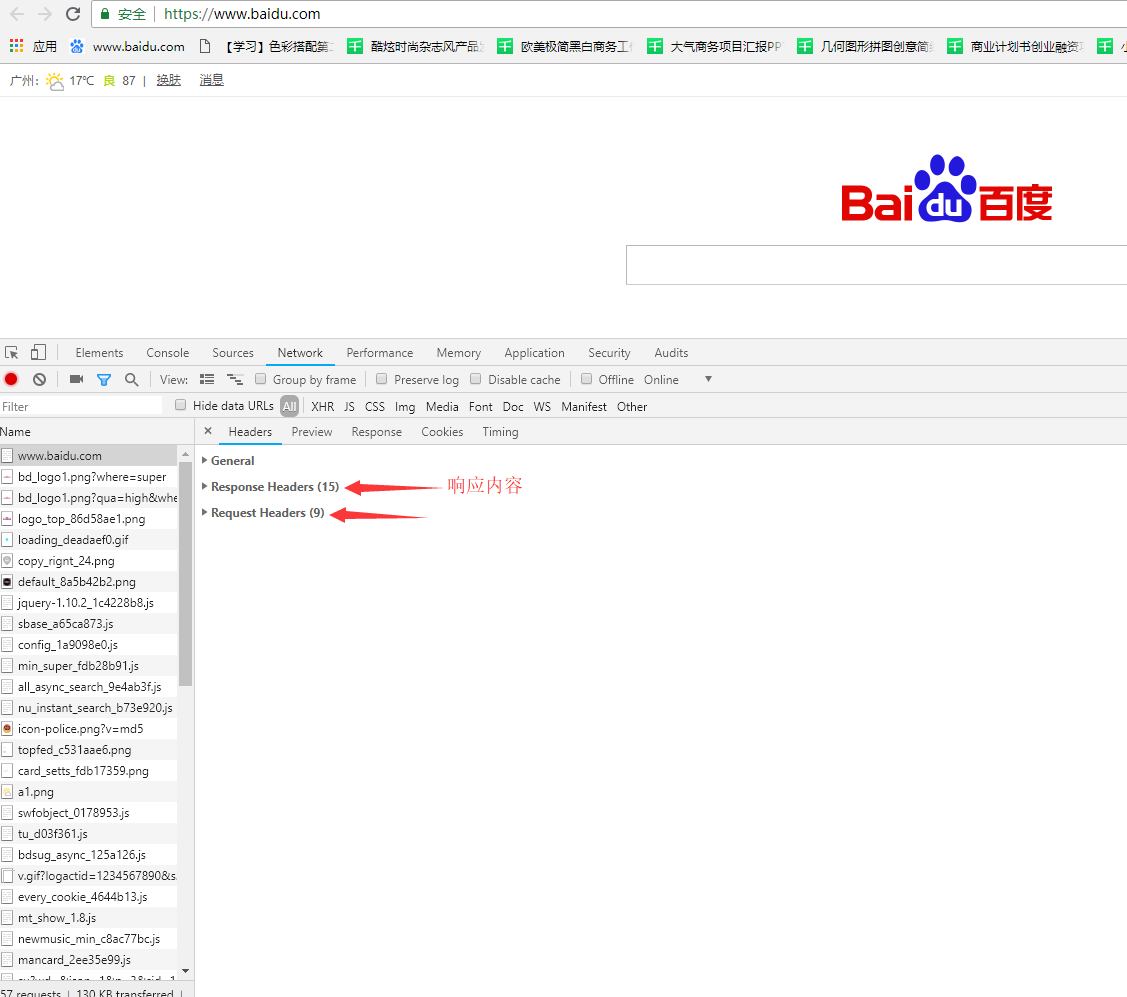 安全 | https://www.baidu.com
应用 www.baidu.com 【学习】色彩搭配第 酷炫时尚杂志风产品 欧美极简黑白商务工 大气商务项目汇报PP 几何图形拼图创意简 商业计划书创业融资
广州: 17℃ 良 87 | 换肤 消息
Bai du 百度
Elements Console Sources Network Performance Memory Application Security Audits
View: Group by frame Preserve log Disable cache Offline Online
Filter Hide data URLs All XHR JS CSS Img Media Font Doc WS Manifest Other
Name × Headers Preview Response Cookies Timing
www.baidu.com
General
bd_logo1.png?where=super
Response Headers (15) 响应内容
bd_logo1.png?qua=high&whe
Request Headers (9)
logo_top_86d58ae1.png
loading_deadaef0.gif
copy_rignt_24.png
default_8a5b42b2.png
jquery-1.10.2_1c4228b8.js
sbase_a65ca873.js
config_1a9098e0.js
min_super_fdb28b91.js
all_async_search_9e4ab3f.js
nu_instant_search_b73e920.js
icon-police.png?v=md5
topfed_c531aae6.png
card_setts_fdb17359.png
a1.png
swfobject_0178953.js
tu_d03f361.js
bdsug_async_125a126.js
v.gif?logactid=1234567890&s
every_cookie_4644b13.js
mt_show_1.8.js
newmusic_min_c8ac77bc.js
mancard_2ee35e99.js
57 requests | 130 KB transferred |